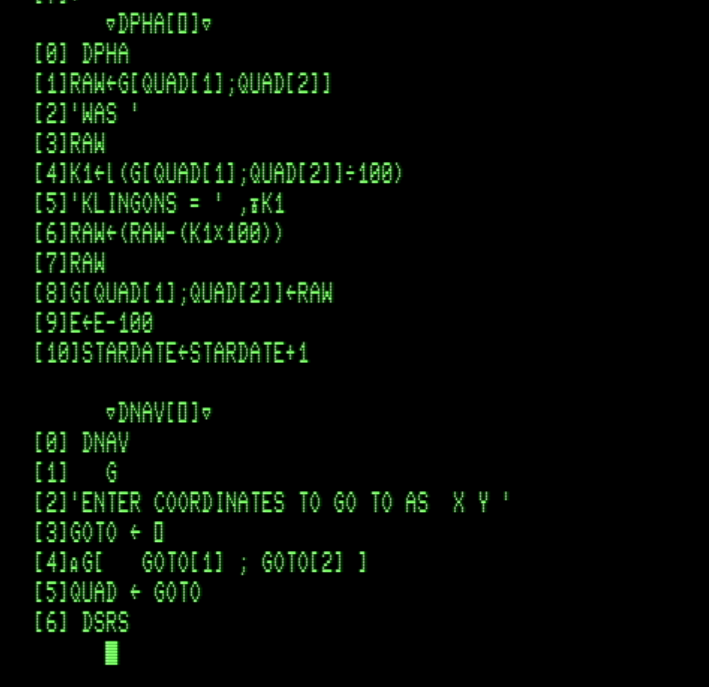 ∇DPHA[⎕]∇
[0] DPHA
[1]RAW←G[QUAD[1];QUAD[2]]
[2]'WAS '
[3]RAW
[4]K1←⌊(G[QUAD[1];QUAD[2]]÷100)
[5]'KLINGONS = ' ,⍕K1
[6]RAW←(RAW-(K1×100))
[7]RAW
[8]G[QUAD[1];QUAD[2]]←RAW
[9]E←E-100
[10]STARDATE←STARDATE+1
∇DNAV[⎕]∇
[0] DNAV
[1]   G
[2]'ENTER COORDINATES TO GO TO AS  X Y '
[3]GOTO ← ⎕
[4]⍝G[   GOTO[1] ; GOTO[2] ]
[5]QUAD ← GOTO
[6] DSRS